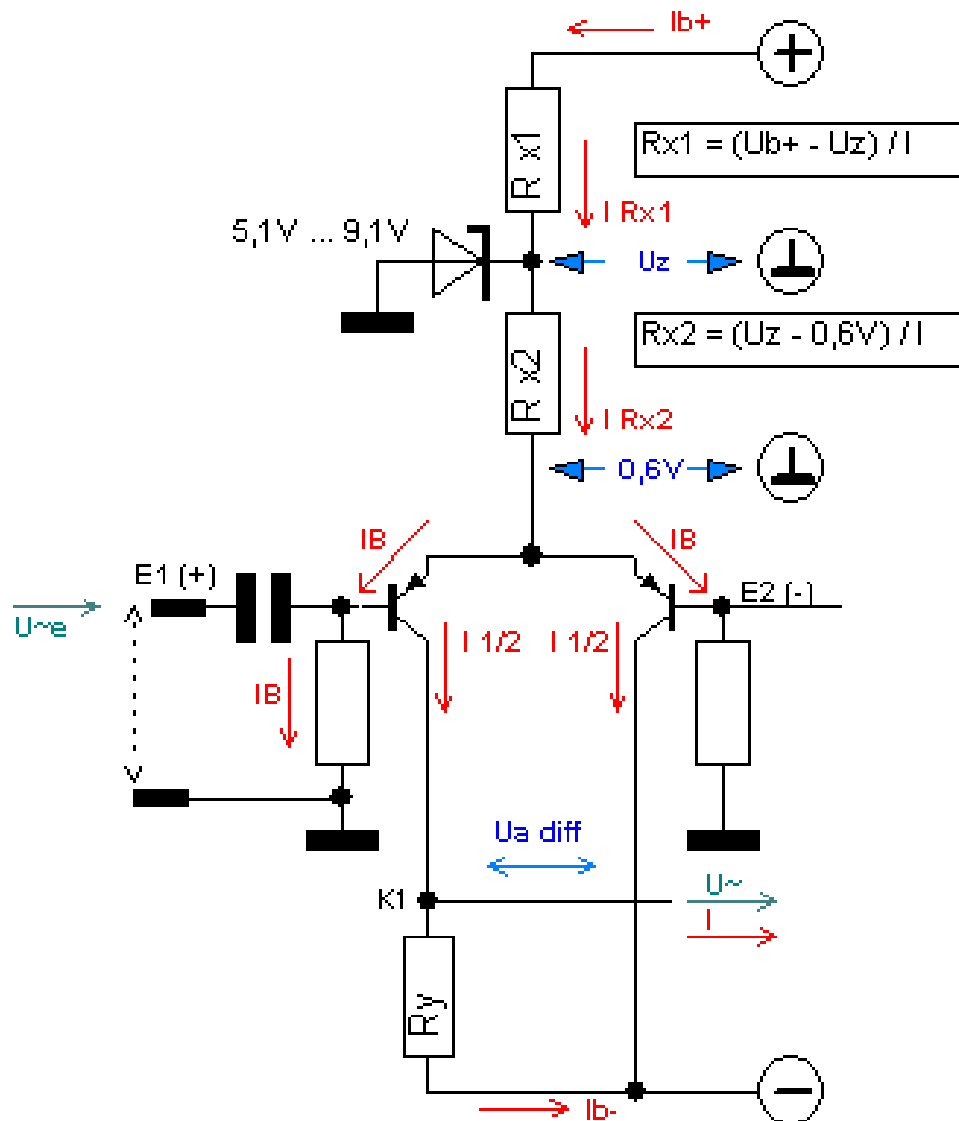 Ib+
R x1
Rx1 = (Ub+ - Uz) / I
I Rx1
5,1V ... 9,1V
Uz
R x2
Rx2 = (Uz - 0,6V) / I
I Rx2
0,6V
IB
IB
E1 (+)
E2 (-)
U~e
I 1/2
I 1/2
IB
Ua diff
K1
U~
I
Ry
Ib-